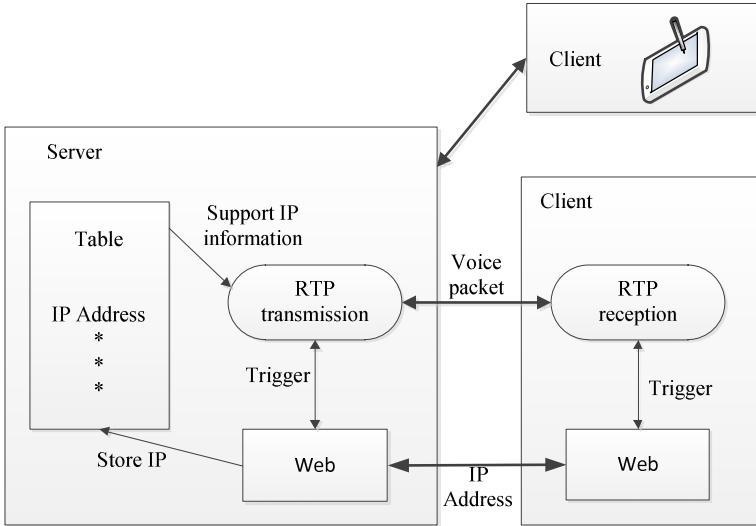 Client
Server
Client
Support IP
information
Table
Voice
packet
RTP
transmission
RTP
reception
IP Address
*
*
*
Trigger
Trigger
Store IP
Web
Web
IP
Address